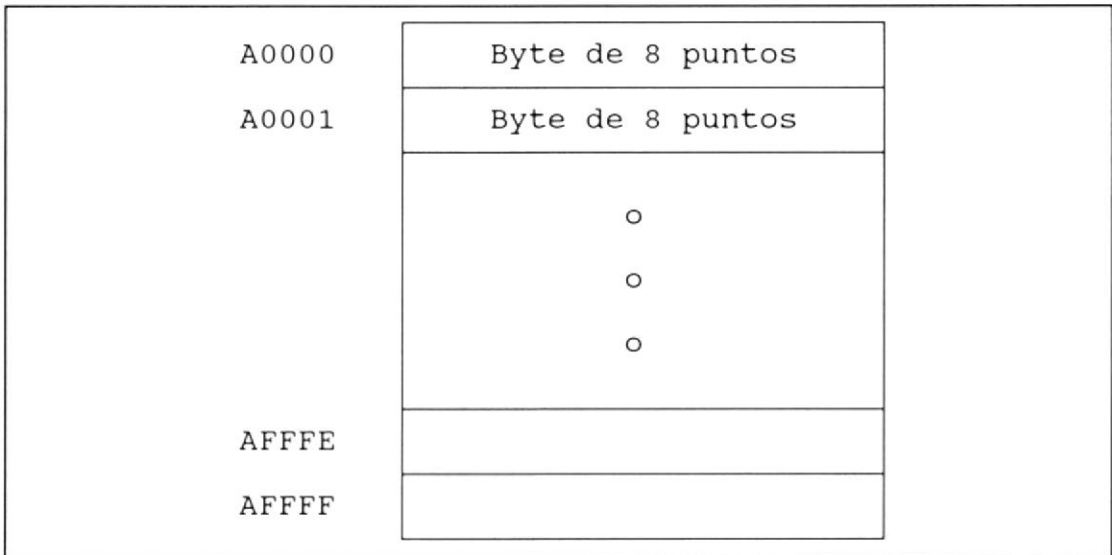 A0000 Byte de 8 puntos
A0001 Byte de 8 puntos
o
o
o
AFFFE
AFFFF